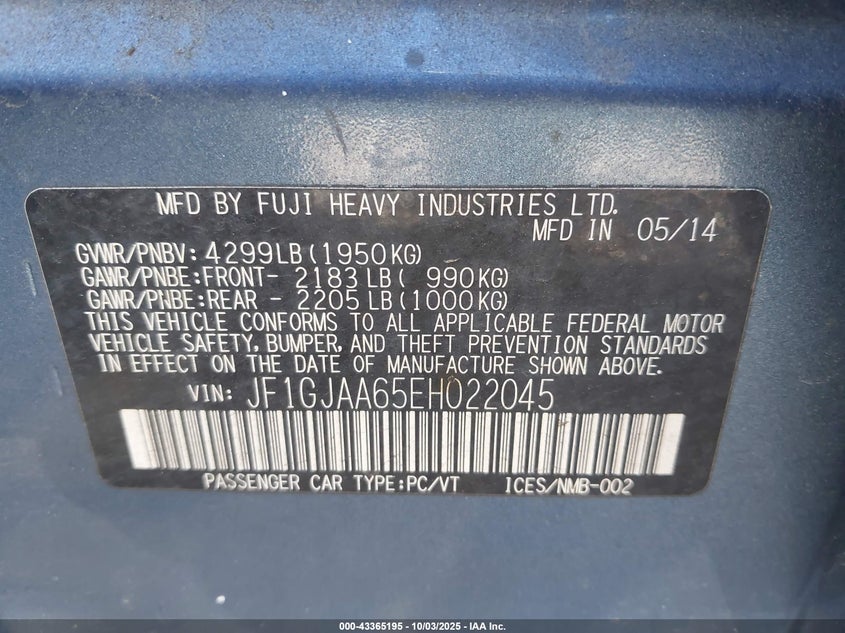 MFD BY FUJI HEAVY INDUSTRIES LTD.
MFD IN 05/14
GVWR/PNBV: 4299LB(1950KG)
GAWR/PNBE:FRONT- 2183 LB( 990KG)
GAWR/PNBE:REAR - 2205 LB(1000KG)
THIS VEHICLE CONFORMS TO ALL APPLICABLE FEDERAL MOTOR
VEHICLE SAFETY, BUMPER, AND THEFT PREVENTION STANDARDS
IN EFFECT ON THE DATE OF MANUFACTURE SHOWN ABOVE.
VIN: JF1GJAA65EH022045
PASSENGER CAR TYPE:PC/VT ICES/NMB-002
000-43365195 - 10/03/2025 - IAA Inc.